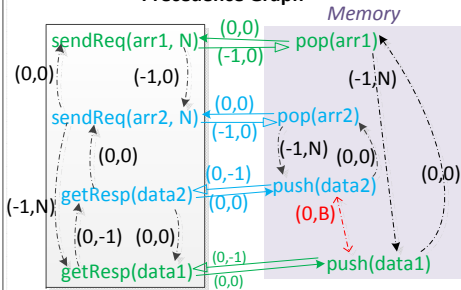 Precedence Graph
Memory
(0,0)
sendReq(arr1, N) pop(arr1)
(-1,0)
(0,0) (-1,0) (-1,N)
(0,0)
sendReq(arr2, N) pop(arr2)
(-1,0)
(0,0) (-1,N) (0,0) (0,0)
(0,-1)
getResp(data2) push(data2)
(0,0)
(-1,N) (0,B)
(0,-1) (0,0)
(0,-1)
getResp(data1) push(data1)
(0,0)